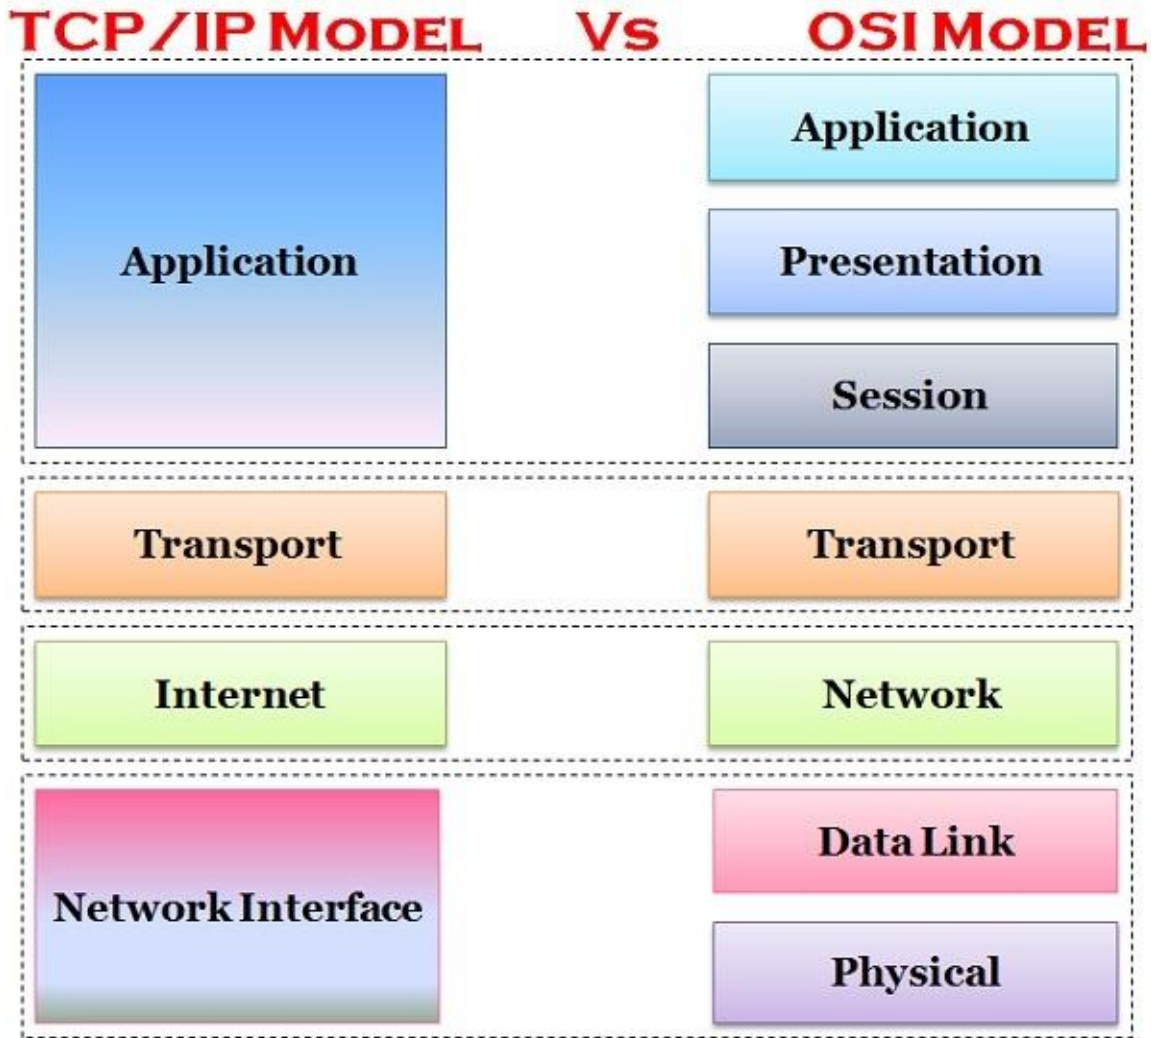 TCP/IP MODEL VS OSI MODEL
Application
Application
Presentation
Session
Transport
Transport
Internet
Network
Network Interface
Data Link
Physical